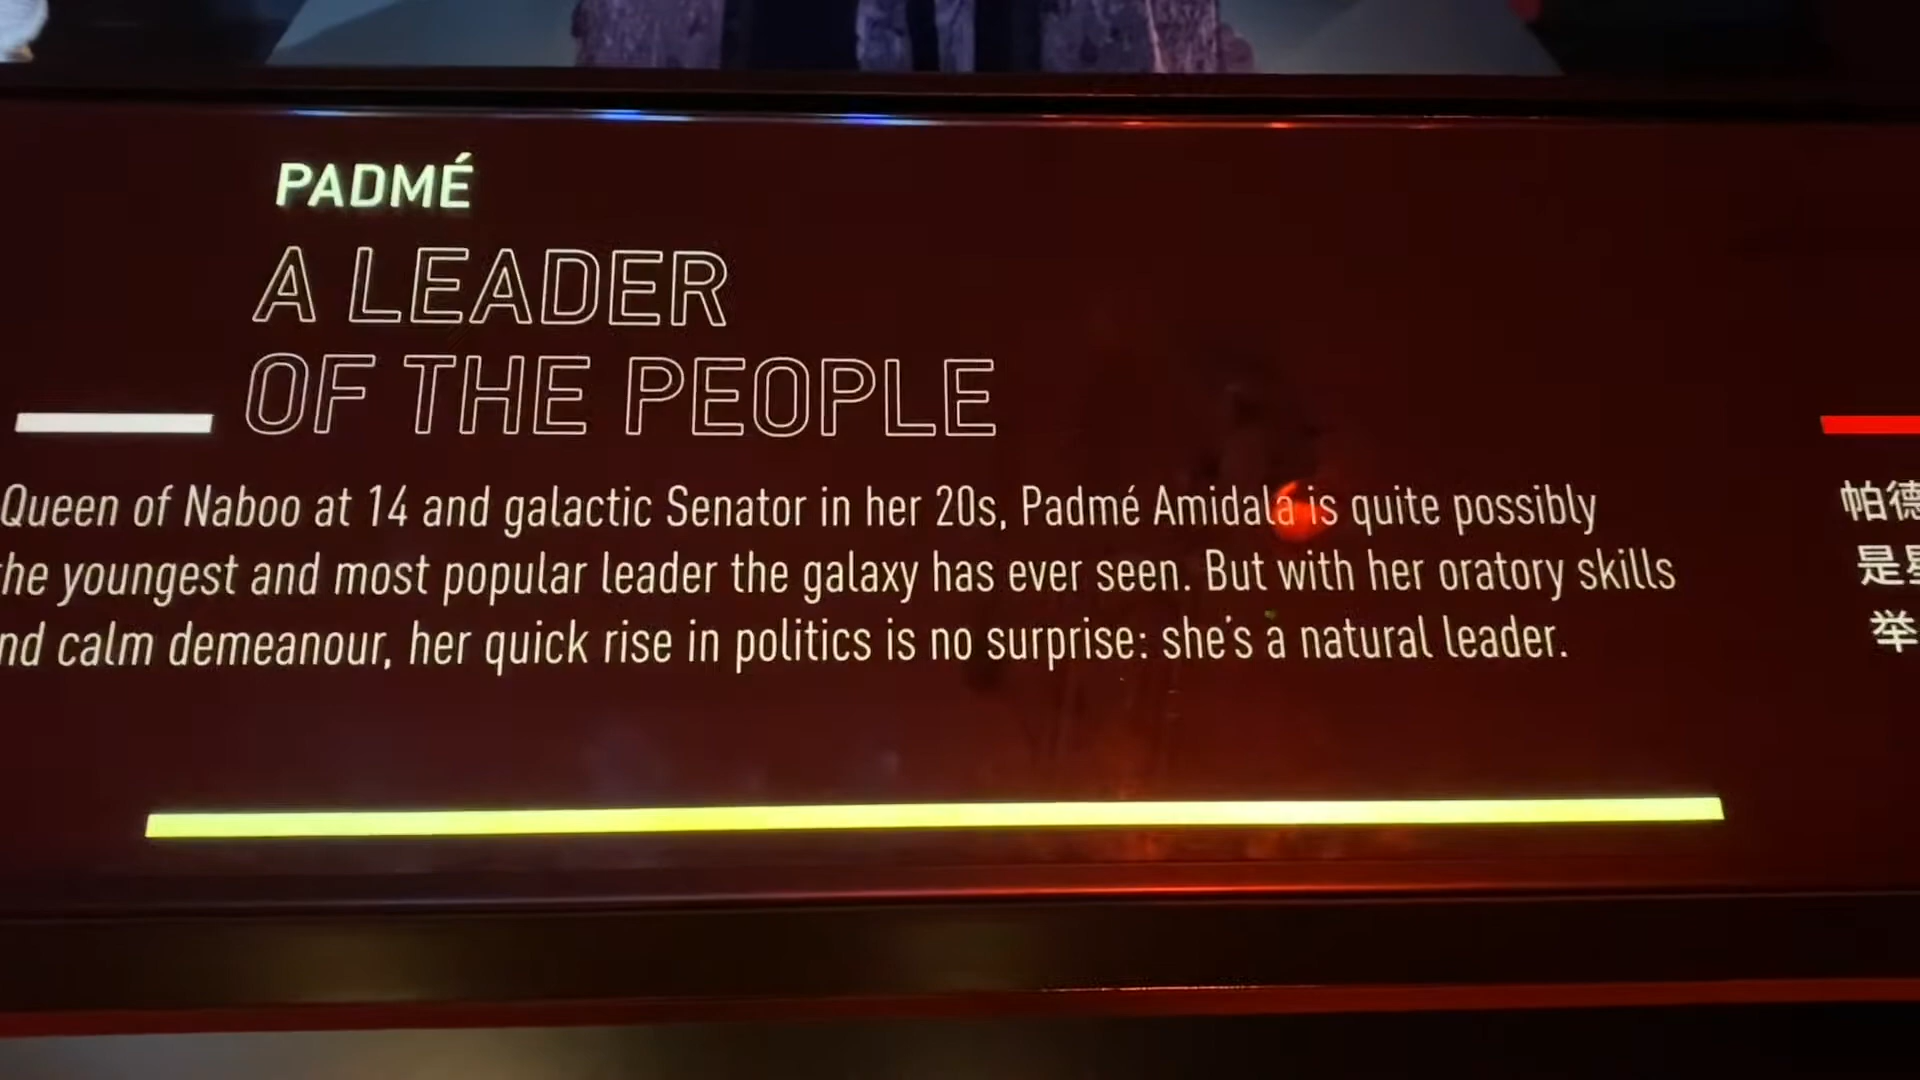 PADMÉ
A LEADER
OF THE PEOPLE
Queen of Naboo at 14 and galactic Senator in her 20s, Padmé Amidala is quite possibly
the youngest and most popular leader the galaxy has ever seen. But with her oratory skills
nd calm demeanour, her quick rise in politics is no surprise: she's a natural leader.
帕德
是星
举